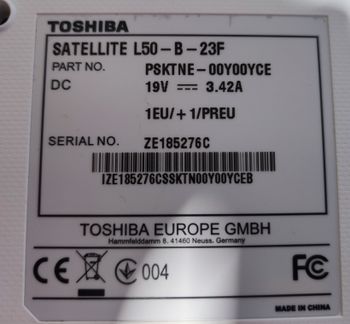 TOSHIBA
SATELLITE L50-B-23F
PART NO. PSKTNE-00Y00YCE
DC 19V ⎓ 3.42A
1EU/+1/PREU
SERIAL NO. ZE185276C
IZE185276CSSKTN00Y00YCEB
TOSHIBA EUROPE GMBH
Hammfelddamm 8. 41460 Neuss. Germany
CE 004 FC
MADE IN CHINA